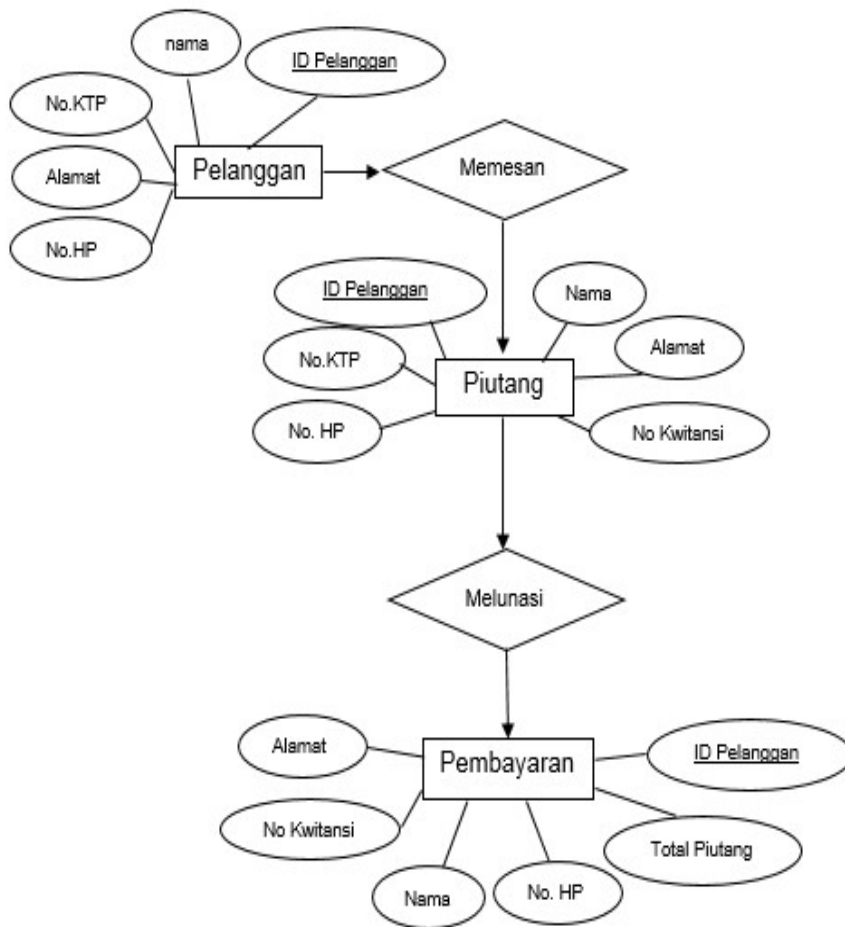 nama
ID Pelanggan
No.KTP
Pelanggan
Memesan
Alamat
No.HP
ID Pelanggan
Nama
No.KTP
Piutang
Alamat
No. HP
No Kwitansi
Melunasi
Alamat
Pembayaran
ID Pelanggan
No Kwitansi
Total Piutang
Nama
No. HP